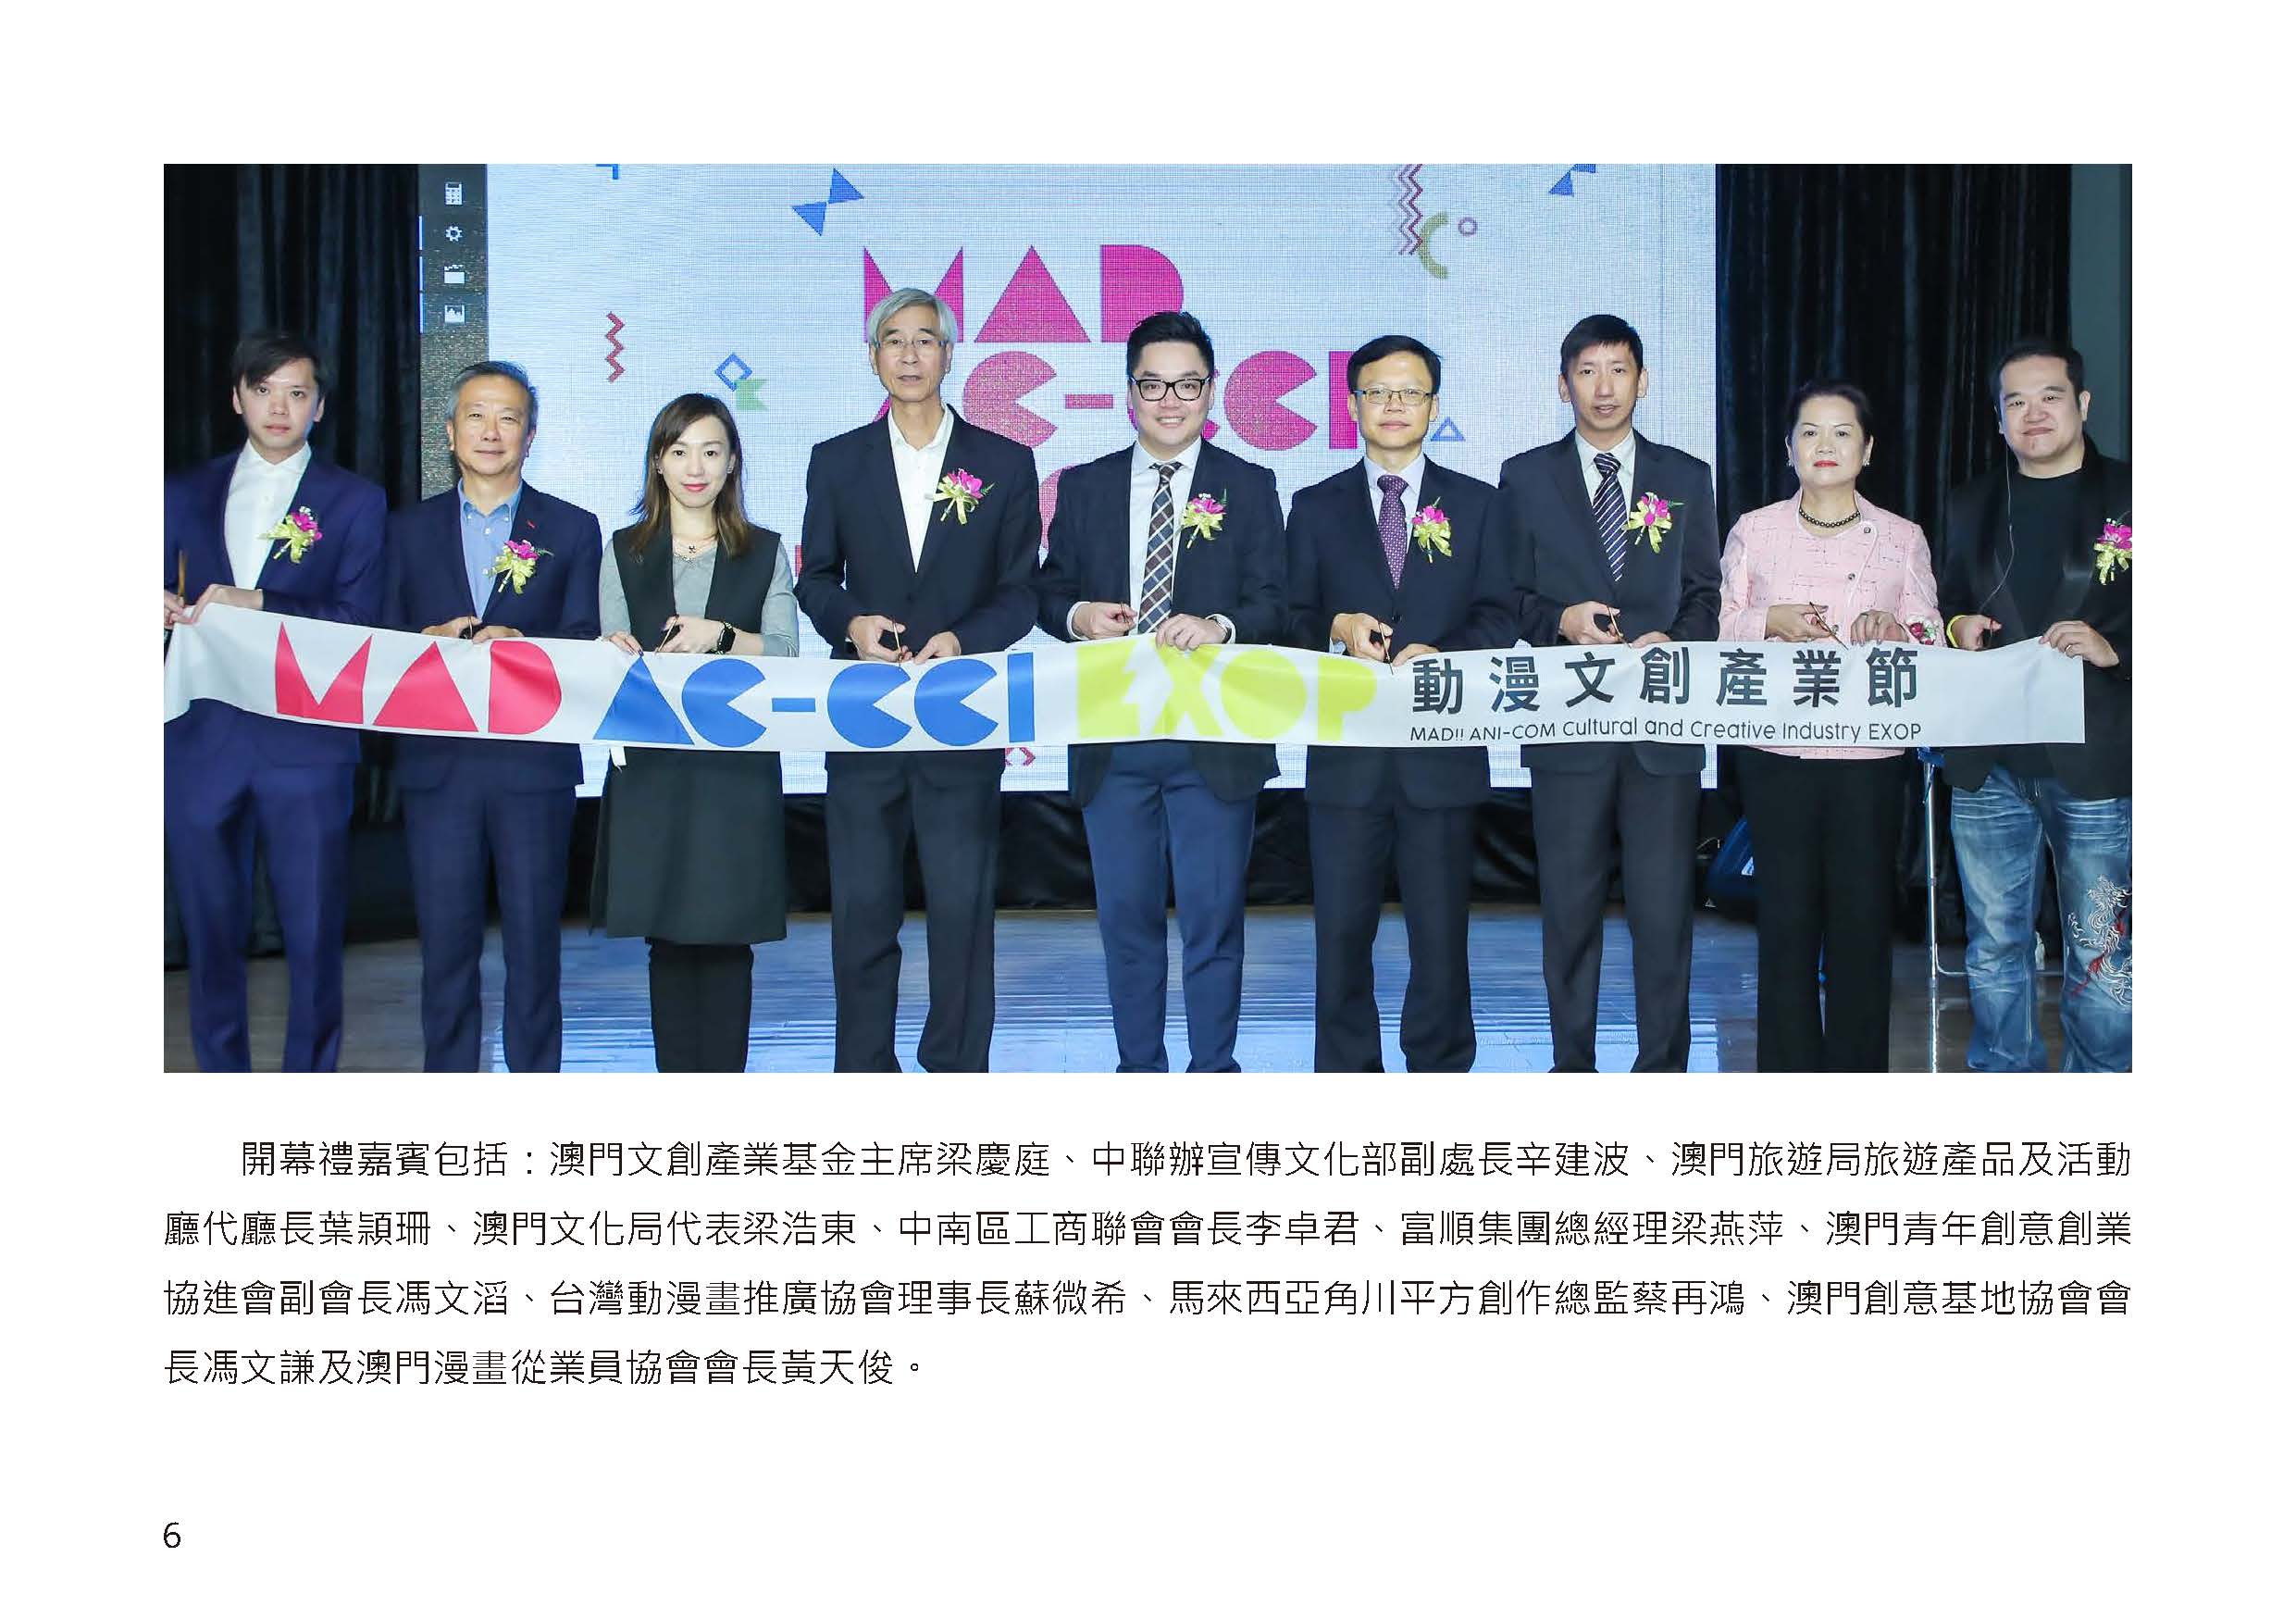 MAD
AC-CCI
MAD AC-CCI EXOP 動漫文創產業節
MAD!! ANI-COM Cultural and Creative Industry EXOP
開幕禮嘉賓包括：澳門文創產業基金主席梁慶庭、中聯辦宣傳文化部副處長辛建波、澳門旅遊局旅遊產品及活動
廳代廳長葉頴珊、澳門文化局代表梁浩東、中南區工商聯會會長李卓君、富順集團總經理梁燕萍、澳門青年創意創業
協進會副會長馮文滔、台灣動漫畫推廣協會理事長蘇微希、馬來西亞角川平方創作總監蔡再鴻、澳門創意基地協會會
長馮文謙及澳門漫畫從業員協會會長黃天俊。
6